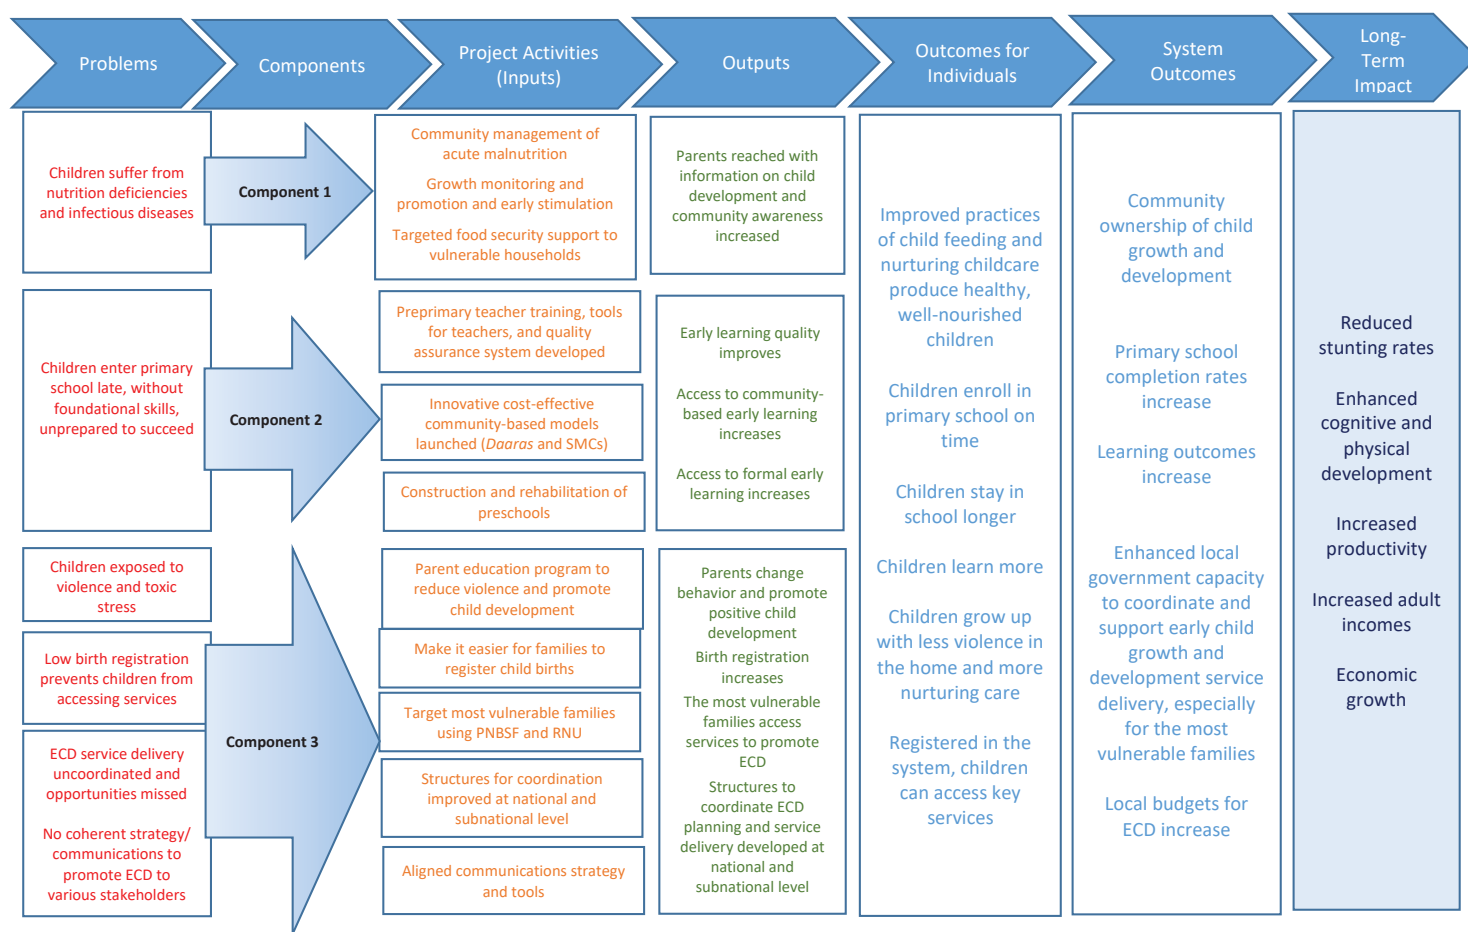 Problems
Components
Project Activities
(Inputs)
Outputs
Outcomes for
Individuals
System
Outcomes
Long-
Term
Impact
Children suffer from
nutrition deficiencies
and infectious diseases
Component 1
Community management of
acute malnutrition
Growth monitoring and
promotion and early stimulation
Targeted food security support to
vulnerable households
Parents reached with
information on child
development and
community awareness
increased
Children enter primary
school late, without
foundational skills,
unprepared to succeed
Component 2
Preprimary teacher training, tools
for teachers, and quality
assurance system developed
Innovative cost-effective
community-based models
launched (Daaras and SMCs)
Construction and rehabilitation of
preschools
Early learning quality
improves
Access to community-
based early learning
increases
Access to formal early
learning increases
Children exposed to
violence and toxic
stress
Low birth registration
prevents children from
accessing services
ECD service delivery
uncoordinated and
opportunities missed
No coherent strategy/
communications to
promote ECD to
various stakeholders
Component 3
Parent education program to
reduce violence and promote
child development
Make it easier for families to
register child births
Target most vulnerable families
using PNBSF and RNU
Structures for coordination
improved at national and
subnational level
Aligned communications strategy
and tools
Parents change
behavior and promote
positive child
development
Birth registration
increases
The most vulnerable
families access
services to promote
ECD
Structures to
coordinate ECD
planning and service
delivery developed at
national and
subnational level
Improved practices
of child feeding and
nurturing childcare
produce healthy,
well-nourished
children
Children enroll in
primary school on
time
Children stay in
school longer
Children learn more
Children grow up
with less violence in
the home and more
nurturing care
Registered in the
system, children
can access key
services
Community
ownership of child
growth and
development
Primary school
completion rates
increase
Learning outcomes
increase
Enhanced local
government capacity
to coordinate and
support early child
growth and
development service
delivery, especially
for the most
vulnerable families
Local budgets for
ECD increase
Reduced
stunting rates
Enhanced
cognitive and
physical
development
Increased
productivity
Increased adult
incomes
Economic
growth